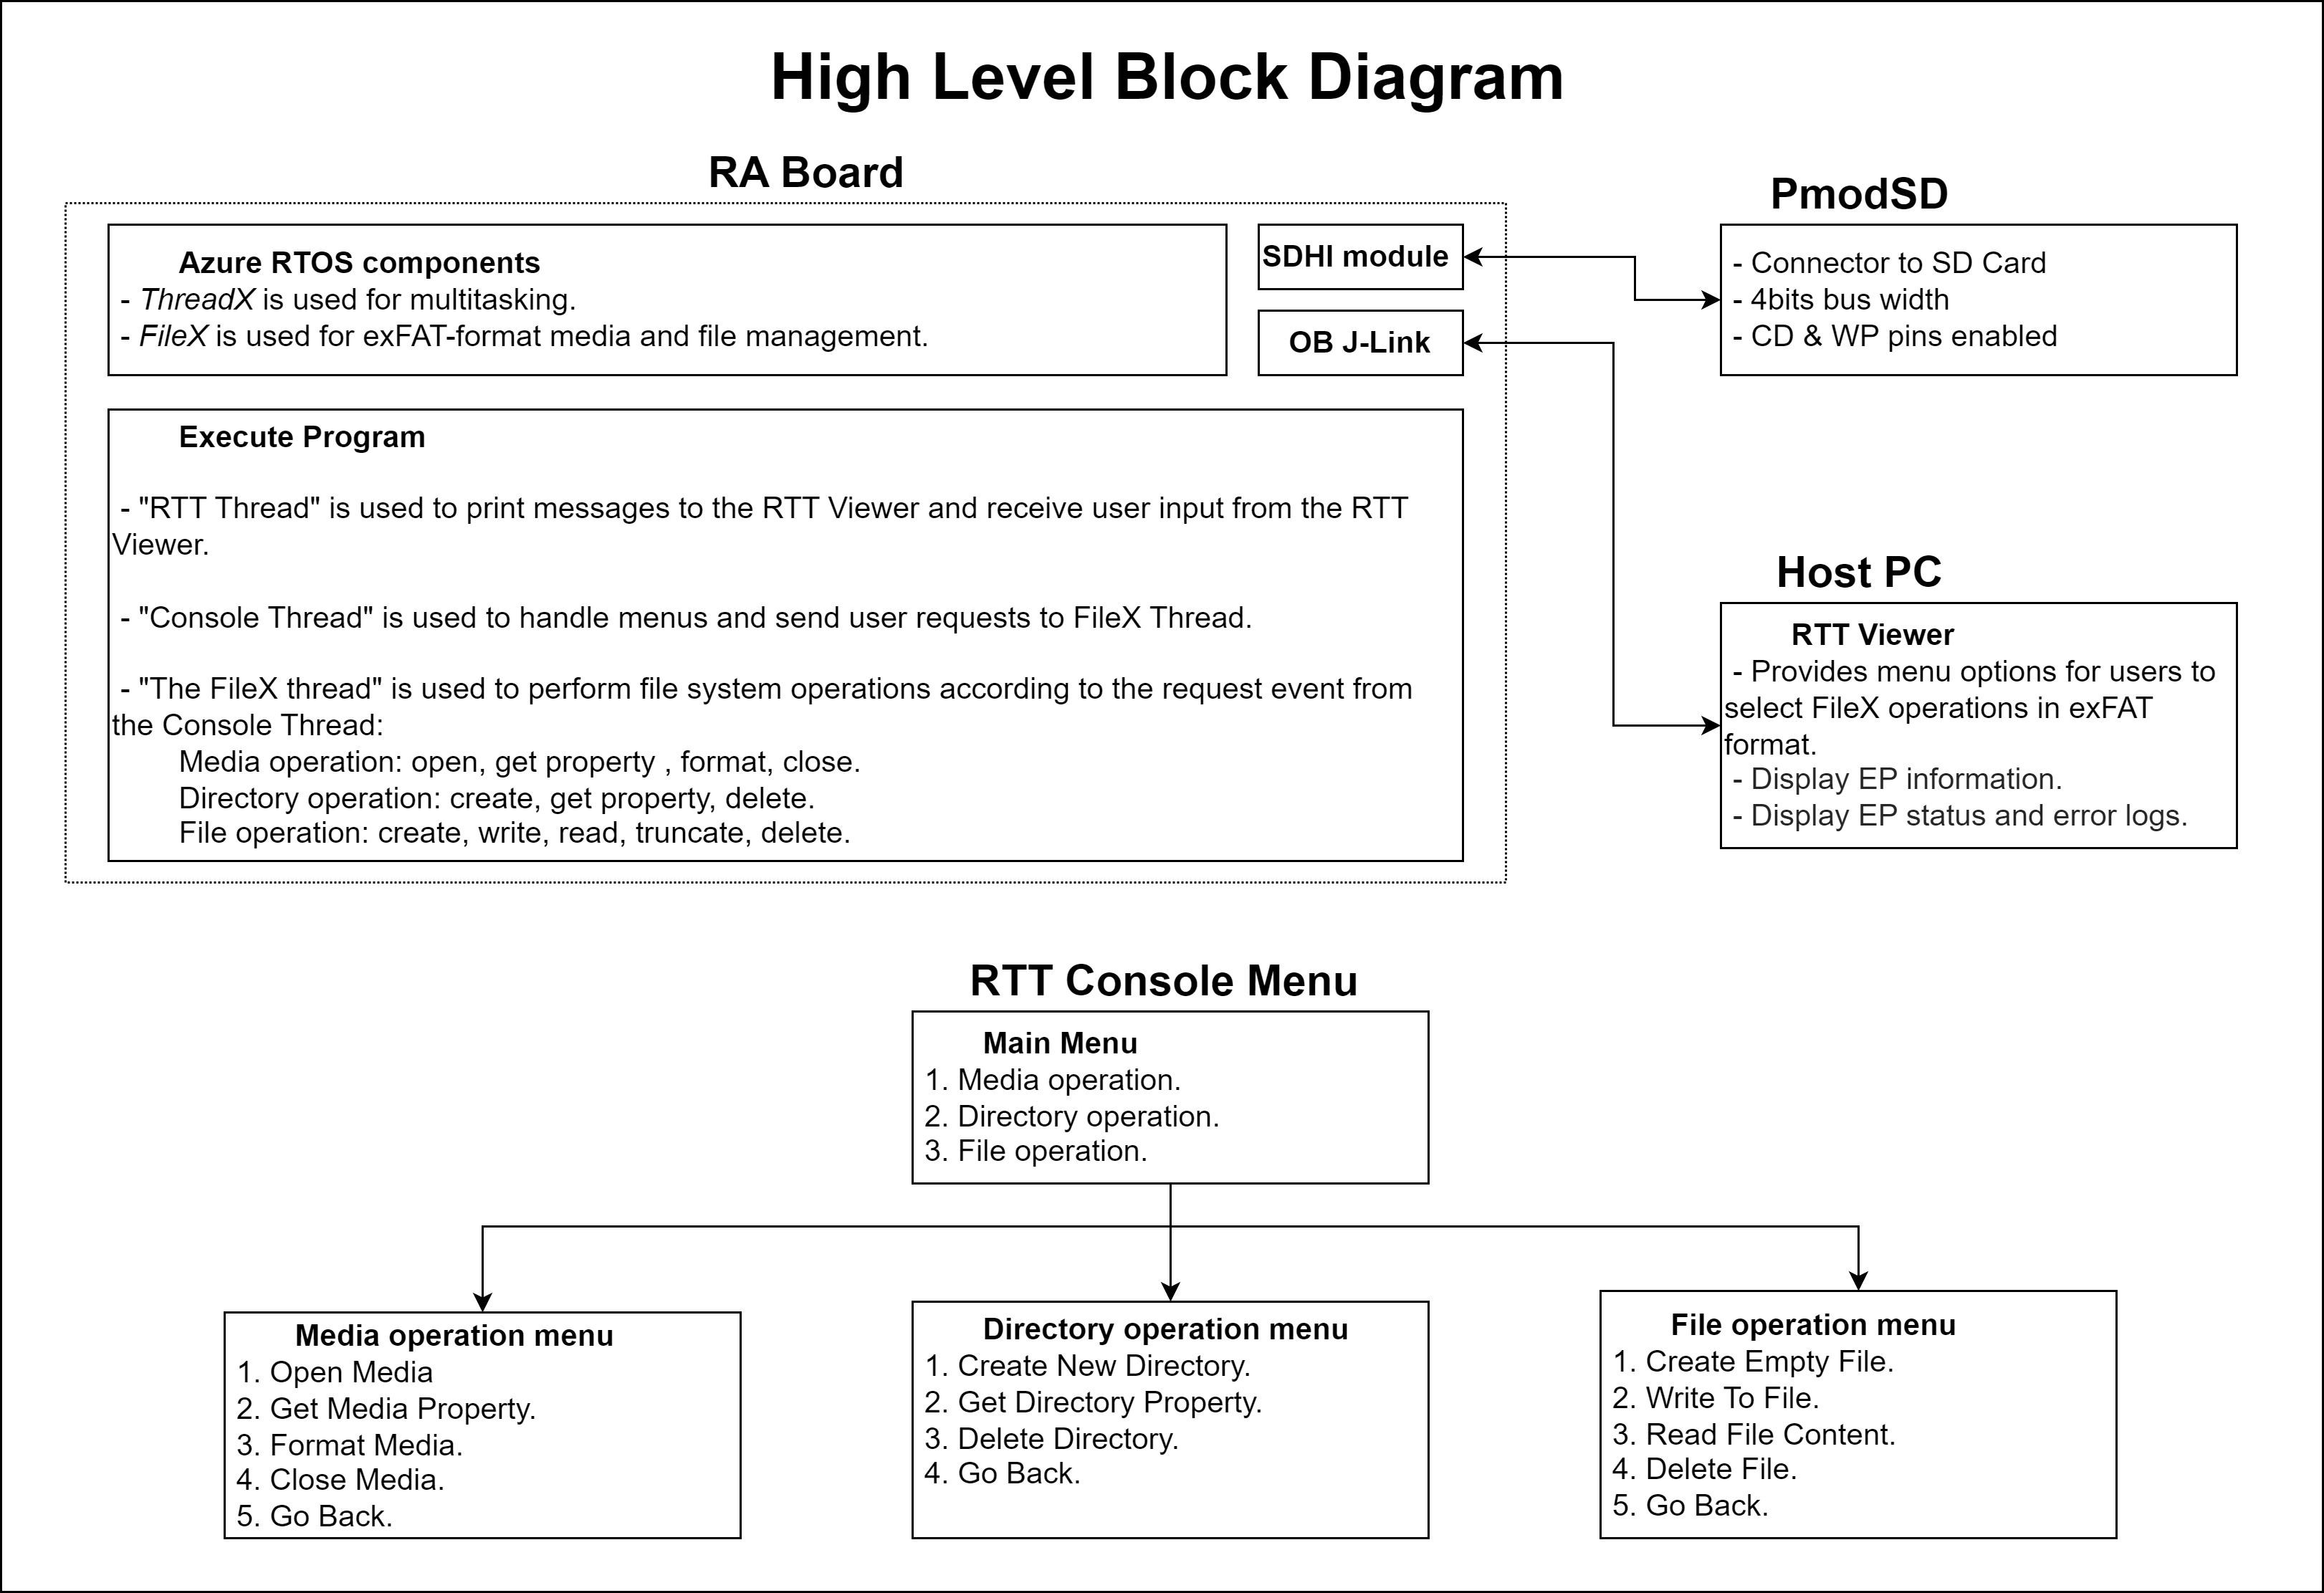 High Level Block Diagram
RA Board
Azure RTOS components
- ThreadX is used for multitasking.
- FileX is used for exFAT-format media and file management.
SDHI module
OB J-Link
Execute Program
- "RTT Thread" is used to print messages to the RTT Viewer and receive user input from the RTT
Viewer.
- "Console Thread" is used to handle menus and send user requests to FileX Thread.
- "The FileX thread" is used to perform file system operations according to the request event from
the Console Thread:
Media operation: open, get property , format, close.
Directory operation: create, get property, delete.
File operation: create, write, read, truncate, delete.
PmodSD
- Connector to SD Card
- 4bits bus width
- CD & WP pins enabled
Host PC
RTT Viewer
- Provides menu options for users to
select FileX operations in exFAT
format.
- Display EP information.
- Display EP status and error logs.
RTT Console Menu
Main Menu
1. Media operation.
2. Directory operation.
3. File operation.
Media operation menu
1. Open Media
2. Get Media Property.
3. Format Media.
4. Close Media.
5. Go Back.
Directory operation menu
1. Create New Directory.
2. Get Directory Property.
3. Delete Directory.
4. Go Back.
File operation menu
1. Create Empty File.
2. Write To File.
3. Read File Content.
4. Delete File.
5. Go Back.